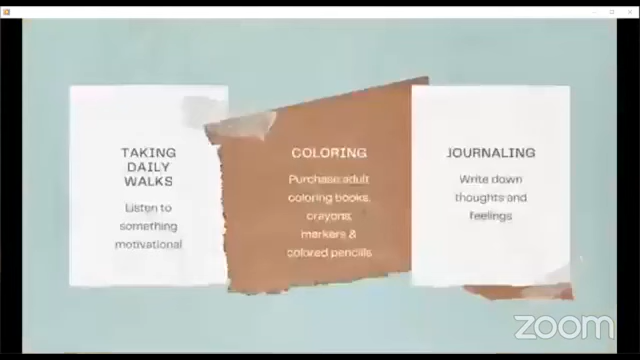 TAKING
DAILY
WALKS
Listen to
something
motivational
COLORING
Purchase adult
coloring books,
crayons,
markers &
colored pencils
JOURNALING
Write down
thoughts and
feelings
zoom